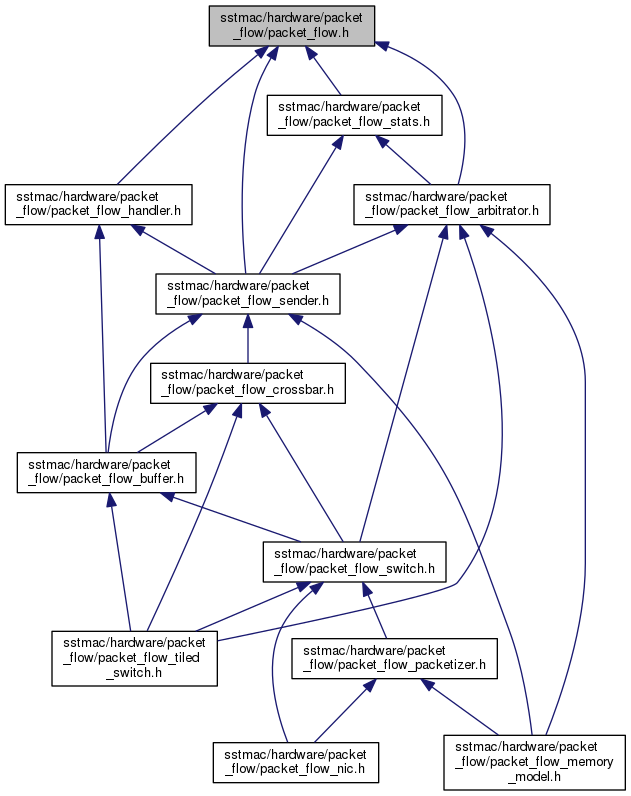 sstmac/hardware/packet
_flow/packet_flow.h
sstmac/hardware/packet
_flow/packet_flow_stats.h
sstmac/hardware/packet
_flow/packet_flow_handler.h
sstmac/hardware/packet
_flow/packet_flow_arbitrator.h
sstmac/hardware/packet
_flow/packet_flow_sender.h
sstmac/hardware/packet
_flow/packet_flow_crossbar.h
sstmac/hardware/packet
_flow/packet_flow_buffer.h
sstmac/hardware/packet
_flow/packet_flow_switch.h
sstmac/hardware/packet
_flow/packet_flow_tiled
_switch.h
sstmac/hardware/packet
_flow/packet_flow_packetizer.h
sstmac/hardware/packet
_flow/packet_flow_nic.h
sstmac/hardware/packet
_flow/packet_flow_memory
_model.h